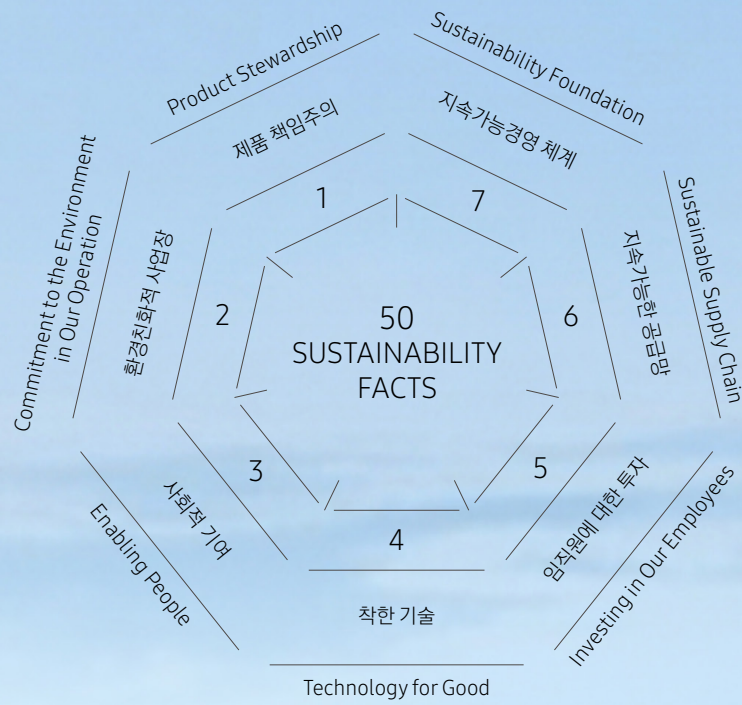 50
SUSTAINABILITY
FACTS
1
제품 책임주의
Product Stewardship
2
환경친화적 사업장
Commitment to the Environment
in Our Operation
3
사회적 기여
Enabling People
4
착한 기술
Technology for Good
5
임직원에 대한 투자
Investing in Our Employees
6
지속가능한 공급망
Sustainable Supply Chain
7
지속가능경영 체계
Sustainability Foundation